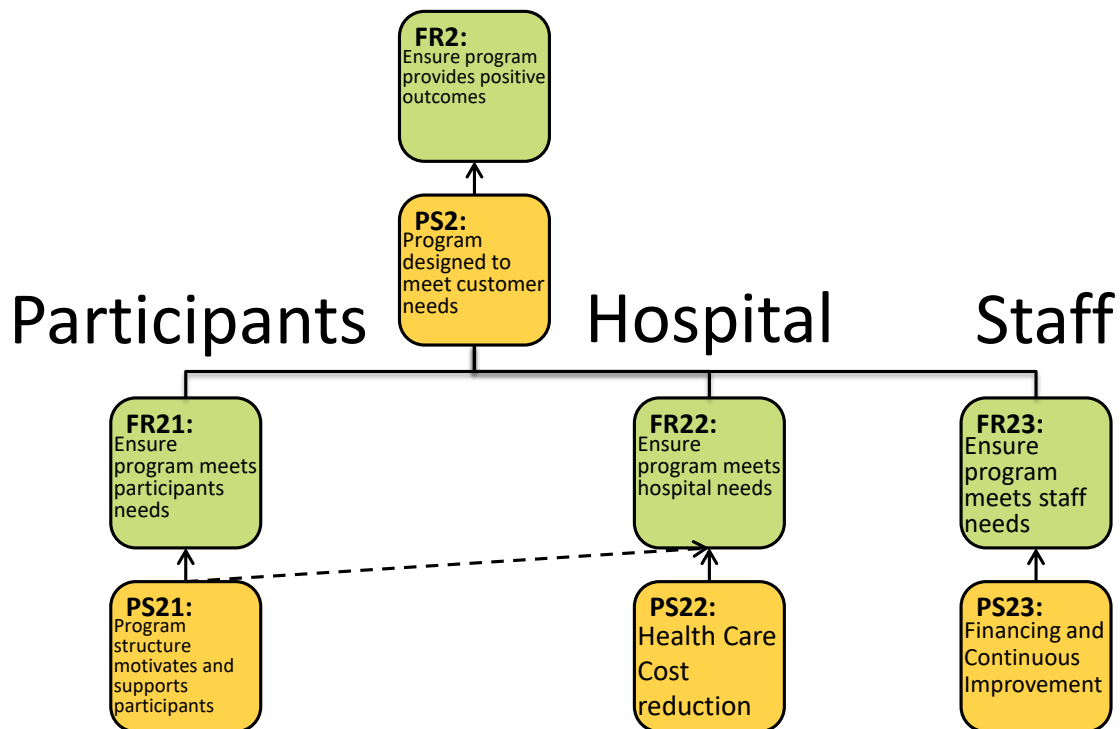 FR2:
Ensure program
provides positive
outcomes
PS2:
Program
designed to
meet customer
needs
Participants
Hospital
Staff
FR21:
Ensure
program meets
participants
needs
FR22:
Ensure
program meets
hospital needs
FR23:
Ensure
program
meets staff
needs
PS21:
Program
structure
motivates and
supports
participants
PS22:
Health Care
Cost
reduction
PS23:
Financing and
Continuous
Improvement